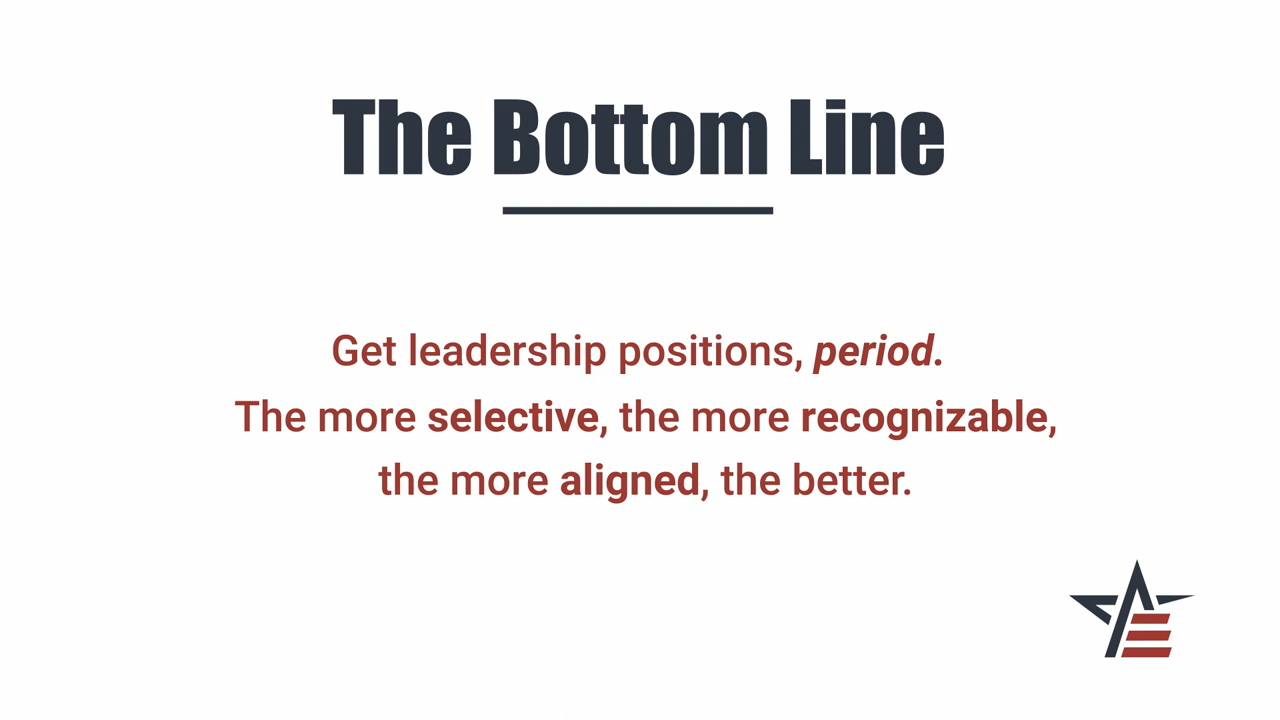 The Bottom Line
Get leadership positions, period.
The more selective, the more recognizable,
the more aligned, the better.